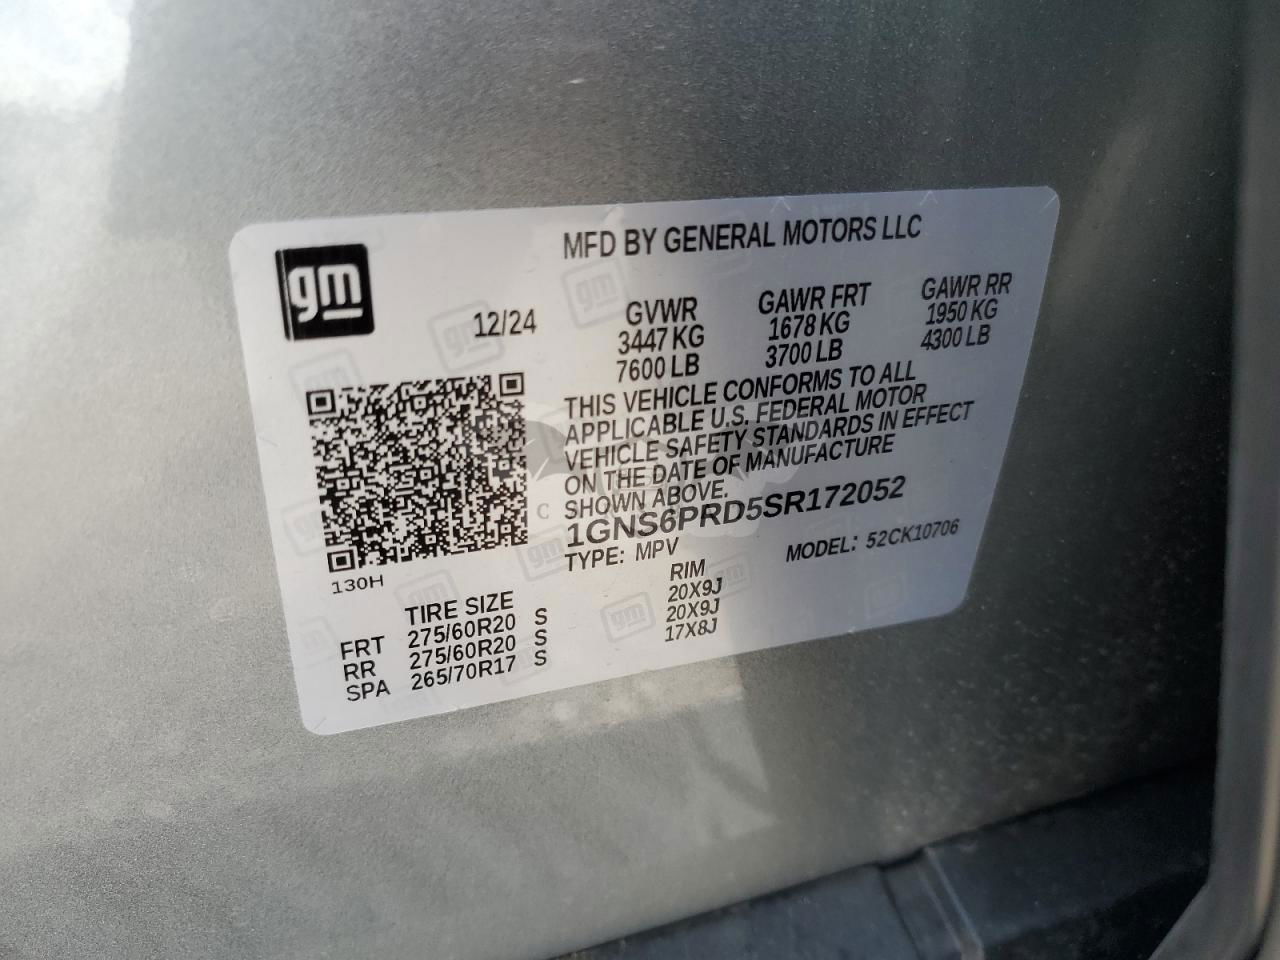 gm
MFD BY GENERAL MOTORS LLC
12/24
GVWR
3447 KG
7600 LB
GAWR FRT
1678 KG
3700 LB
GAWR RR
1950 KG
4300 LB
THIS VEHICLE CONFORMS TO ALL
APPLICABLE U.S. FEDERAL MOTOR
VEHICLE SAFETY STANDARDS IN EFFECT
ON THE DATE OF MANUFACTURE
SHOWN ABOVE.
C
1GNS6PRD5SR172052
TYPE: MPV
MODEL: 52CK10706
130H
TIRE SIZE RIM
FRT 275/60R20 S 20X9J
RR 275/60R20 S 20X9J
SPA 265/70R17 S 17X8J